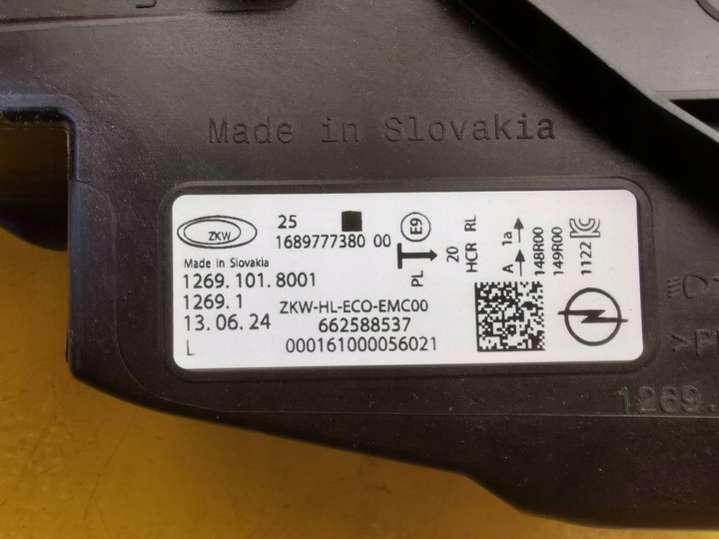 Made in Slovakia
ZKW
25
1689777380 00
Made in Slovakia
1269.101.8001
1269.1
13.06.24
L
ZKW-HL-ECO-EMC00
662588537
000161000056021
E9
PL
20
HCR RL
A 1a
148R00
149R00
1122
1269.